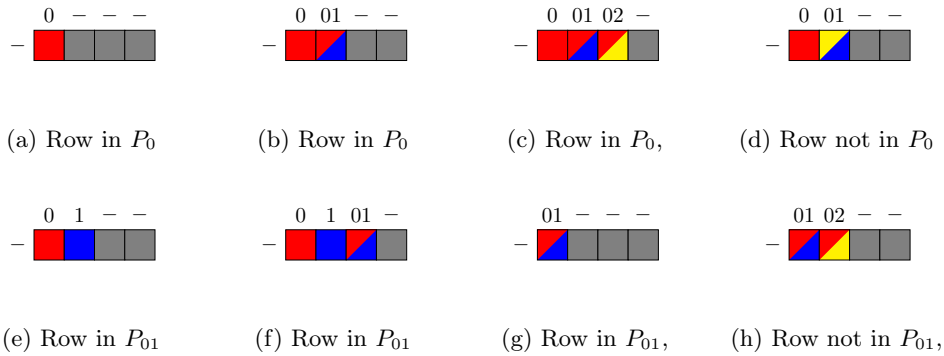 0 − − −
0 01 − −
0 01 02 −
0 01 − −
−
−
−
−
(a) Row in P₀
(b) Row in P₀
(c) Row in P₀,
(d) Row not in P₀
0 1 − −
0 1 01 −
01 − − −
01 02 − −
−
−
−
−
(e) Row in P₀₁
(f) Row in P₀₁
(g) Row in P₀₁,
(h) Row not in P₀₁,